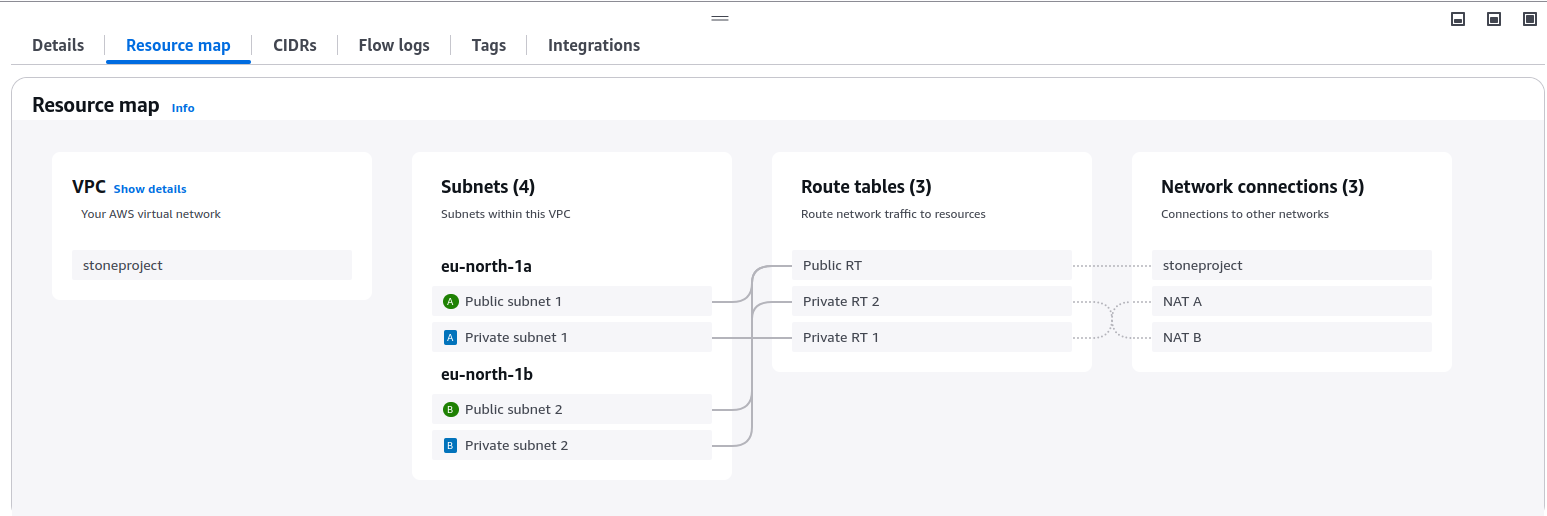 Details
Resource map
CIDRs
Flow logs
Tags
Integrations
Resource map Info
VPC Show details
Your AWS virtual network
stoneproject
Subnets (4)
Subnets within this VPC
eu-north-1a
A Public subnet 1
A Private subnet 1
eu-north-1b
B Public subnet 2
B Private subnet 2
Route tables (3)
Route network traffic to resources
Public RT
Private RT 2
Private RT 1
Network connections (3)
Connections to other networks
stoneproject
NAT A
NAT B